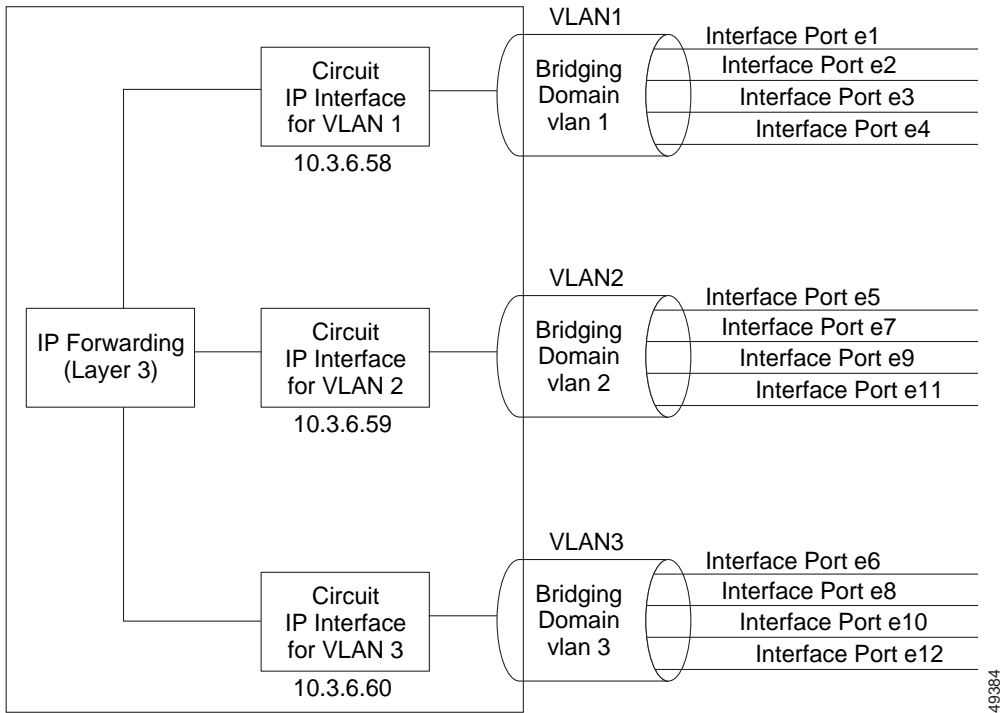 VLAN1
Circuit
IP Interface
for VLAN 1
10.3.6.58
Bridging
Domain
vlan 1
Interface Port e1
Interface Port e2
Interface Port e3
Interface Port e4
IP Forwarding
(Layer 3)
VLAN2
Circuit
IP Interface
for VLAN 2
10.3.6.59
Bridging
Domain
vlan 2
Interface Port e5
Interface Port e7
Interface Port e9
Interface Port e11
VLAN3
Circuit
IP Interface
for VLAN 3
10.3.6.60
Bridging
Domain
vlan 3
Interface Port e6
Interface Port e8
Interface Port e10
Interface Port e12
49384